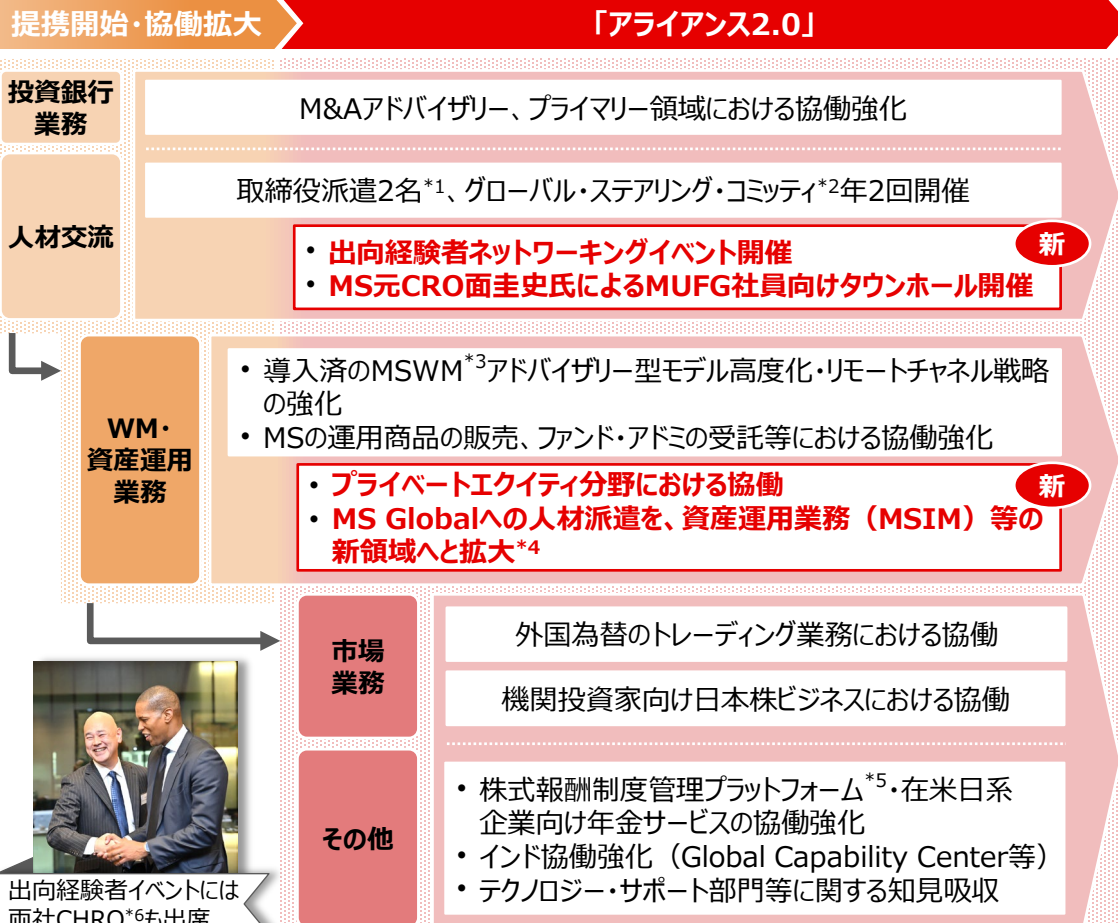 提携開始・協働拡大
「アライアンス2.0」
投資銀行
業務
M&Aアドバイザリー、プライマリー領域における協働強化
人材交流
取締役派遣2名*1、グローバル・ステアリング・コミッティ*2年2回開催
新
• 出向経験者ネットワーキングイベント開催
• MS元CRO面圭史氏によるMUFG社員向けタウンホール開催
WM・
資産運用
業務
• 導入済のMSWM*3アドバイザリー型モデル高度化・リモートチャネル戦略
の強化
• MSの運用商品の販売、ファンド・アドミの受託等における協働強化
新
• プライベートエクイティ分野における協働
• MS Globalへの人材派遣を、資産運用業務（MSIM）等の
新領域へと拡大*4
市場
業務
外国為替のトレーディング業務における協働
機関投資家向け日本株ビジネスにおける協働
その他
• 株式報酬制度管理プラットフォーム*5・在米日系
企業向け年金サービスの協働強化
• インド協働強化（Global Capability Center等）
• テクノロジー・サポート部門等に関する知見吸収
出向経験者イベントには
両社CHRO*6も出席